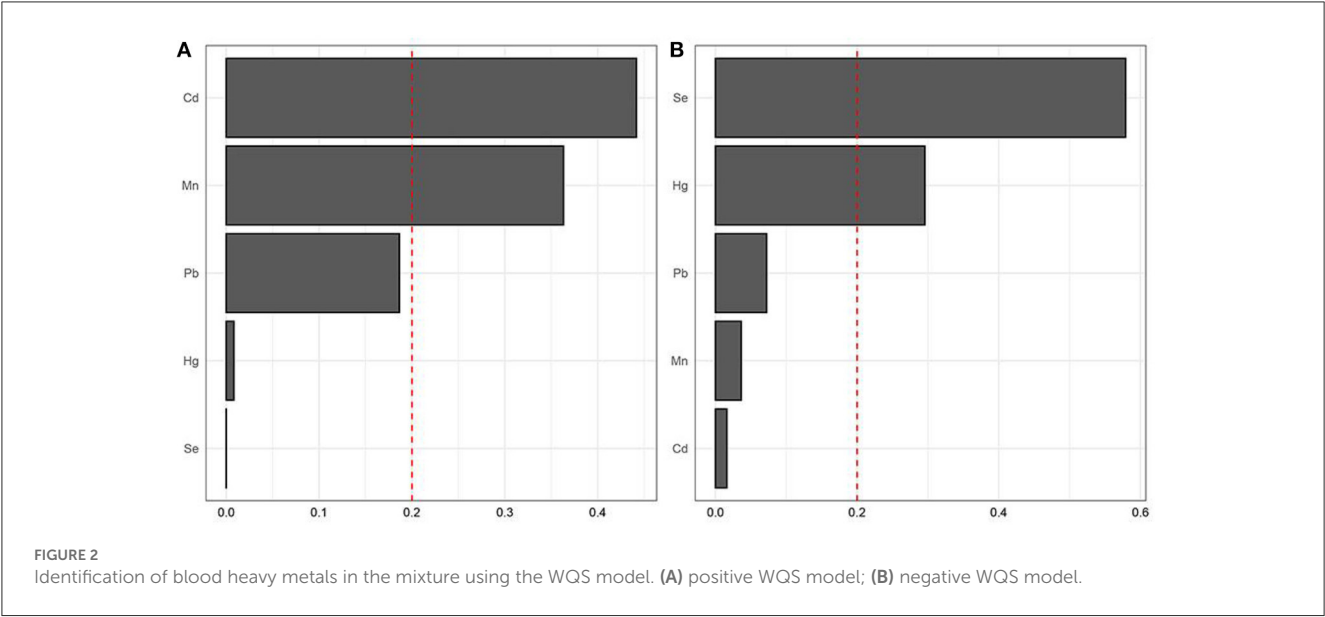 A
Cd
Mn
Pb
Hg
Se
0.0 0.1 0.2 0.3 0.4
B
Se
Hg
Pb
Mn
Cd
0.0 0.2 0.4 0.6
FIGURE 2
Identification of blood heavy metals in the mixture using the WQS model. (A) positive WQS model; (B) negative WQS model.